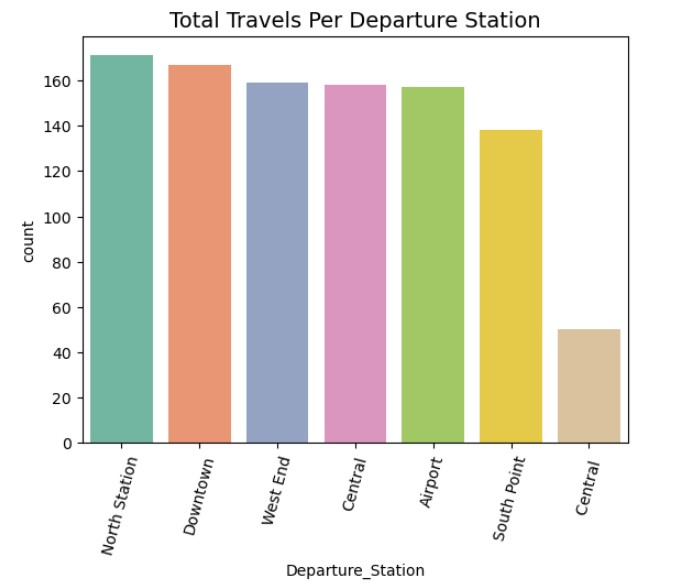 Total Travels Per Departure Station
count
160
140
120
100
80
60
40
20
0
North Station
Downtown
West End
Central
Airport
South Point
Central
Departure_Station